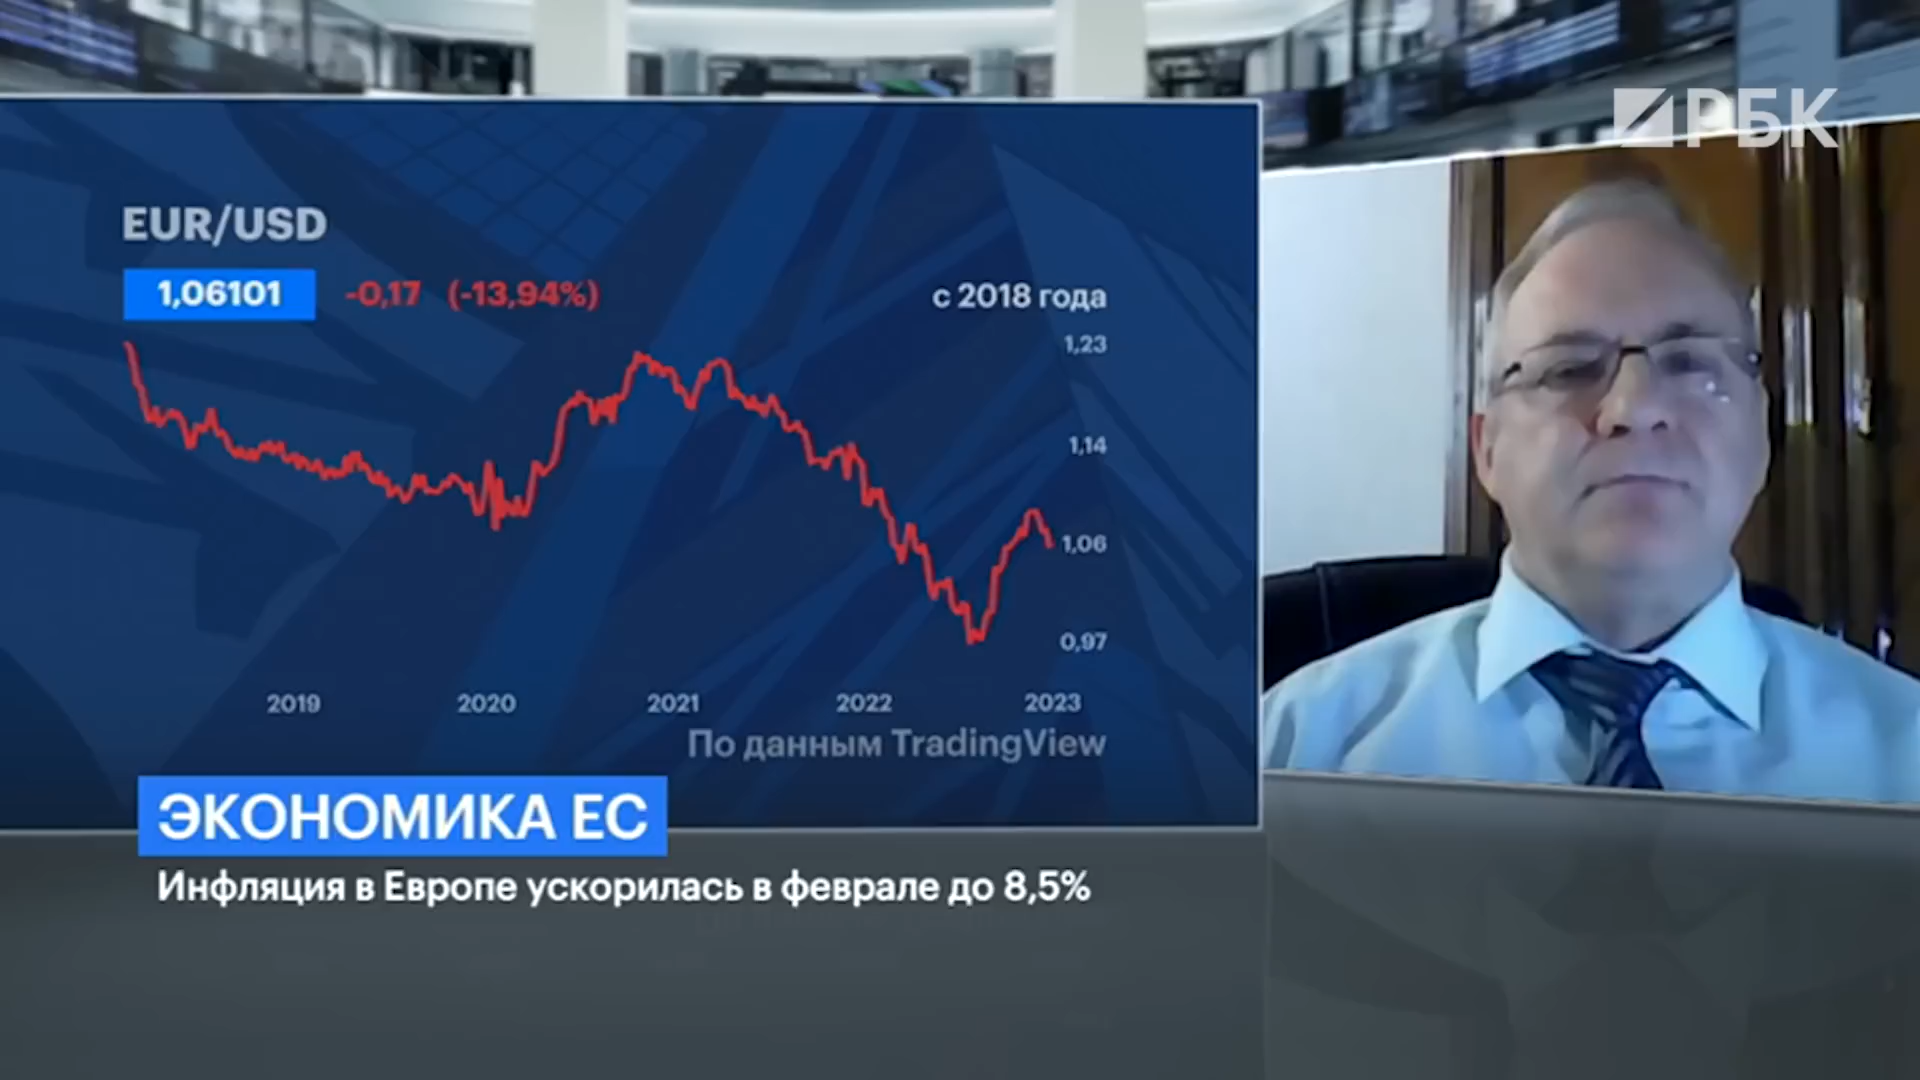 РБК
EUR/USD
1,06101 -0,17 (-13,94%)
с 2018 года
1,23
1,14
1,06
0,97
2019 2020 2021 2022 2023
По данным TradingView
ЭКОНОМИКА ЕС
Инфляция в Европе ускорилась в феврале до 8,5%